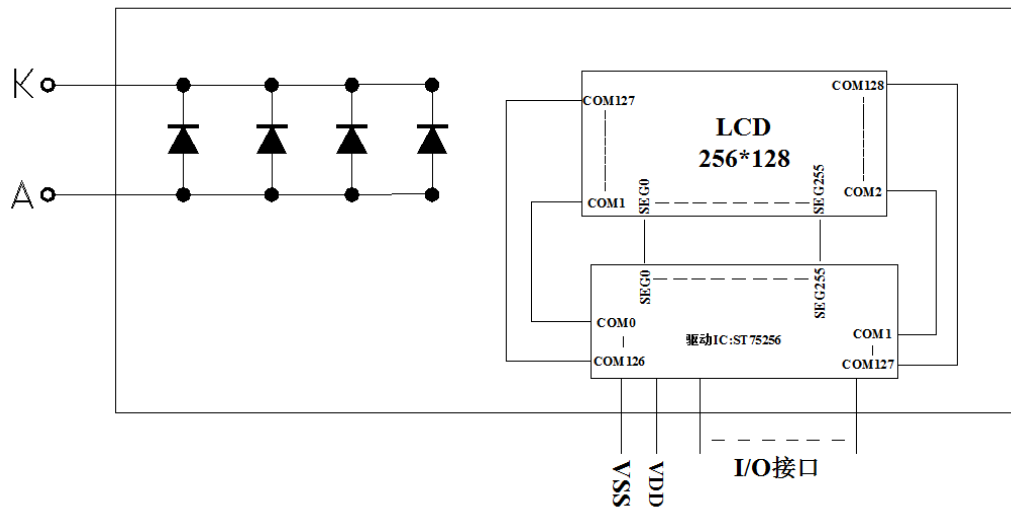 K
A
COM127
COM128
LCD
256*128
COM1
SEG0
SEG255
COM2
SEG0
SEG255
COM0
驱动IC:ST75256
COM1
COM126
COM127
VSS
VDD
I/O接口